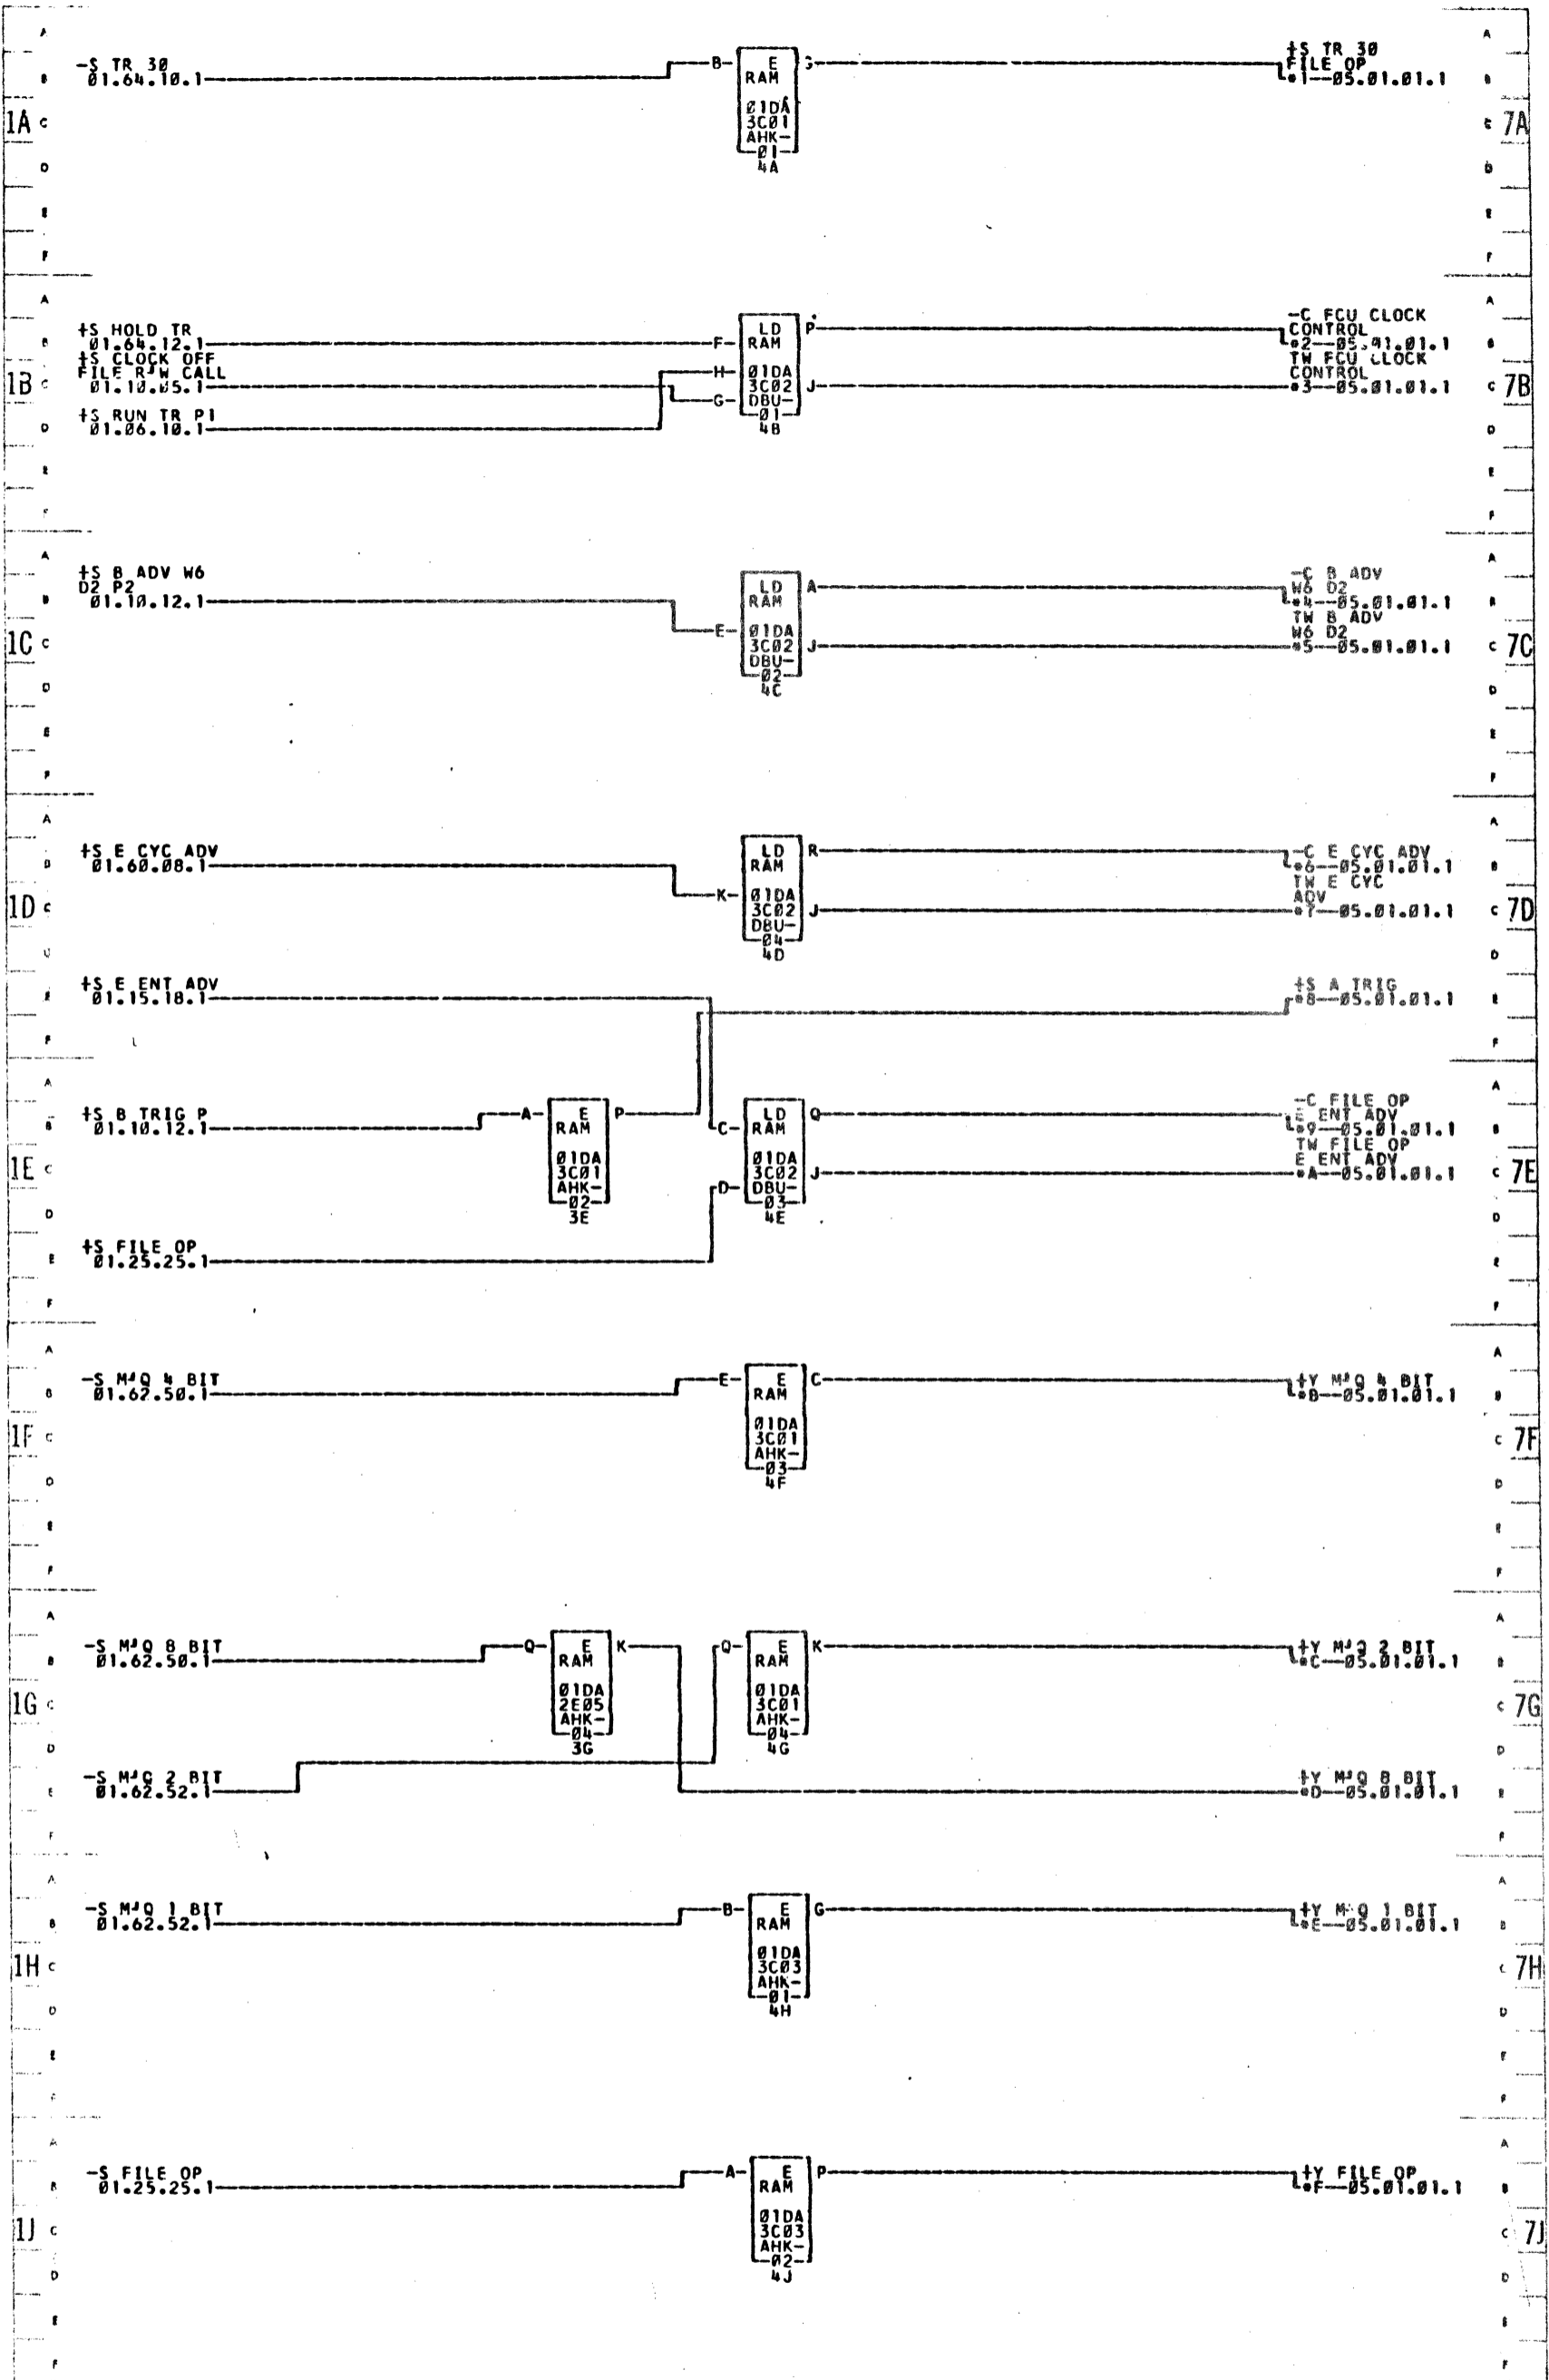 -S TR 30
01.64.10.1
B
E
RAM
01DA
3C01
AHK-
01
4A
G
+S TR 30
FILE OP
1--05.01.01.1
1A
7A
+S HOLD TR
01.64.12.1
+S CLOCK OFF
FILE R/W CALL
01.10.05.1
+S RUN TR P1
01.06.10.1
F
H
G
LD
RAM
01DA
3C02
DBU-
01
4B
P
J
-C FCU CLOCK
CONTROL
2--05.01.01.1
TW FCU CLOCK
CONTROL
3--05.01.01.1
1B
7B
+S B ADV W6
D2 P2
01.10.12.1
E
LD
RAM
01DA
3C02
DBU-
02
4C
A
J
-C B ADV
W6 D2
4--05.01.01.1
TW B ADV
W6 D2
5--05.01.01.1
1C
7C
+S E CYC ADV
01.60.08.1
K
LD
RAM
01DA
3C02
DBU-
04
4D
R
J
-C E CYC ADV
6--05.01.01.1
TW E CYC
ADV
7--05.01.01.1
1D
7D
+S E ENT ADV
01.15.18.1
+S A TRIG
8--05.01.01.1
+S B TRIG P
01.10.12.1
A
E
RAM
01DA
3C01
AHK-
02
3E
P
C
D
LD
RAM
01DA
3C02
DBU-
03
4E
Q
J
-C FILE OP
E ENT ADV
9--05.01.01.1
TW FILE OP
E ENT ADV
A--05.01.01.1
1E
7E
+S FILE OP
01.25.25.1
-S M/Q 4 BIT
01.62.50.1
E
E
RAM
01DA
3C01
AHK-
03
4F
C
+Y M/Q 4 BIT
B--05.01.01.1
1F
7F
-S M/Q 8 BIT
01.62.50.1
Q
E
RAM
01DA
2E05
AHK-
04
3G
K
Q
E
RAM
01DA
3C01
AHK-
04
4G
K
+Y M/Q 2 BIT
C--05.01.01.1
1G
7G
-S M/Q 2 BIT
01.62.52.1
+Y M/Q 8 BIT
D--05.01.01.1
-S M/Q 1 BIT
01.62.52.1
B
E
RAM
01DA
3C03
AHK-
01
4H
G
+Y M/Q 1 BIT
E--05.01.01.1
1H
7H
-S FILE OP
01.25.25.1
A
E
RAM
01DA
3C03
AHK-
02
4J
P
+Y FILE OP
F--05.01.01.1
1J
7J